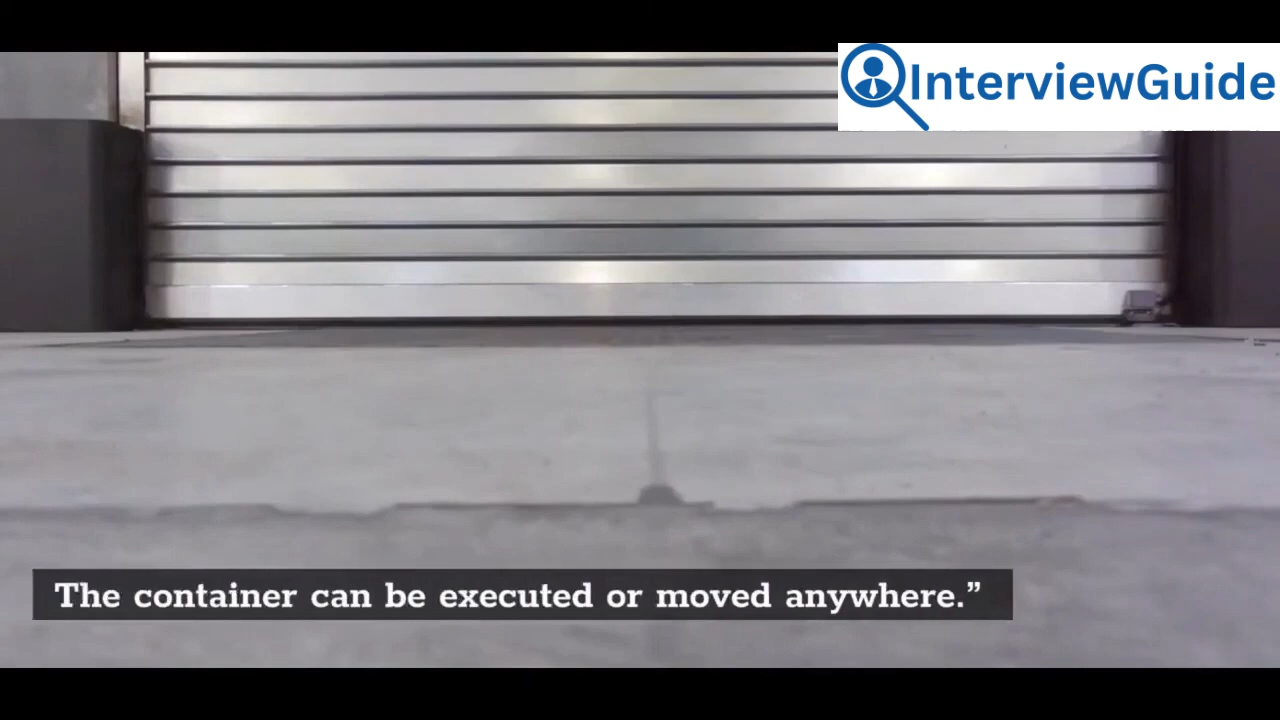 InterviewGuide
The container can be executed or moved anywhere.”